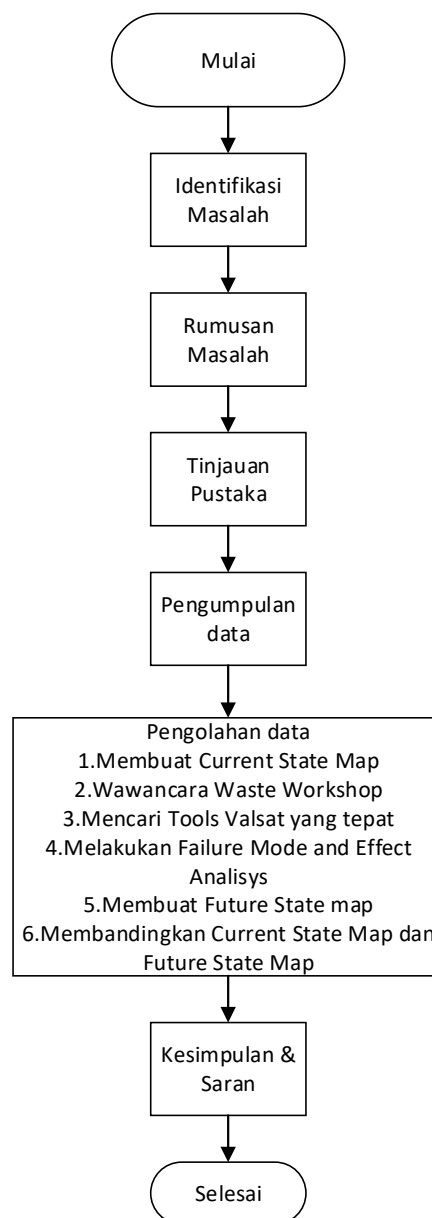 Mulai
Identifikasi
Masalah
Rumusan
Masalah
Tinjauan
Pustaka
Pengumpulan
data
Pengolahan data
1.Membuat Current State Map
2.Wawancara Waste Workshop
3.Mencari Tools Valsat yang tepat
4.Melakukan Failure Mode and Effect
Analisys
5.Membuat Future State map
6.Membandingkan Current State Map dan
Future State Map
Kesimpulan &
Saran
Selesai